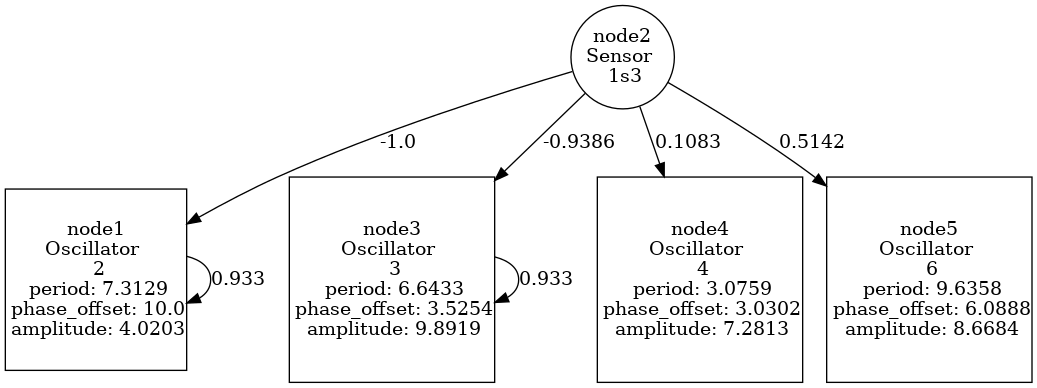 node2
Sensor
1s3
-1.0
-0.9386
0.1083
0.5142
node1
Oscillator
2
period: 7.3129
phase_offset: 10.0
amplitude: 4.0203
0.933
node3
Oscillator
3
period: 6.6433
phase_offset: 3.5254
amplitude: 9.8919
0.933
node4
Oscillator
4
period: 3.0759
phase_offset: 3.0302
amplitude: 7.2813
node5
Oscillator
6
period: 9.6358
phase_offset: 6.0888
amplitude: 8.6684